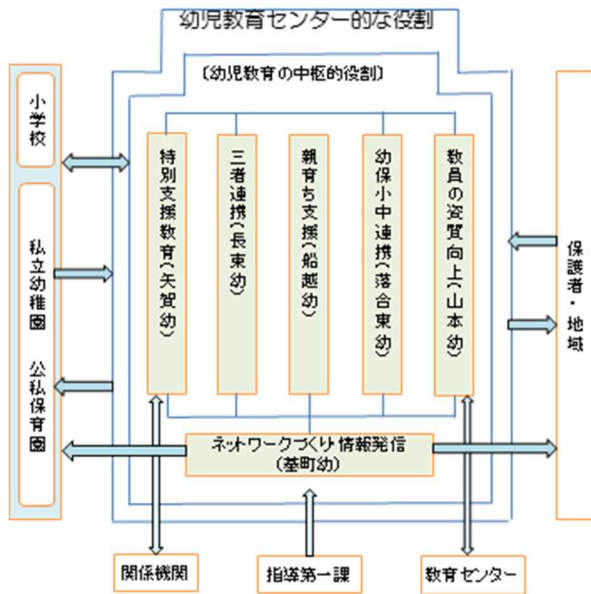 幼児教育センター的な役割
〔幼児教育の中枢的役割〕
小学校
私立幼稚園
公私保育園
特別支援教育(矢賀幼)
三者連携(長束幼)
親育ち支援(船越幼)
幼保小中連携(落合東幼)
教員の資質向上(山本幼)
保護者・地域
ネットワークづくり・情報発信
(基町幼)
関係機関
指導第一課
教育センター